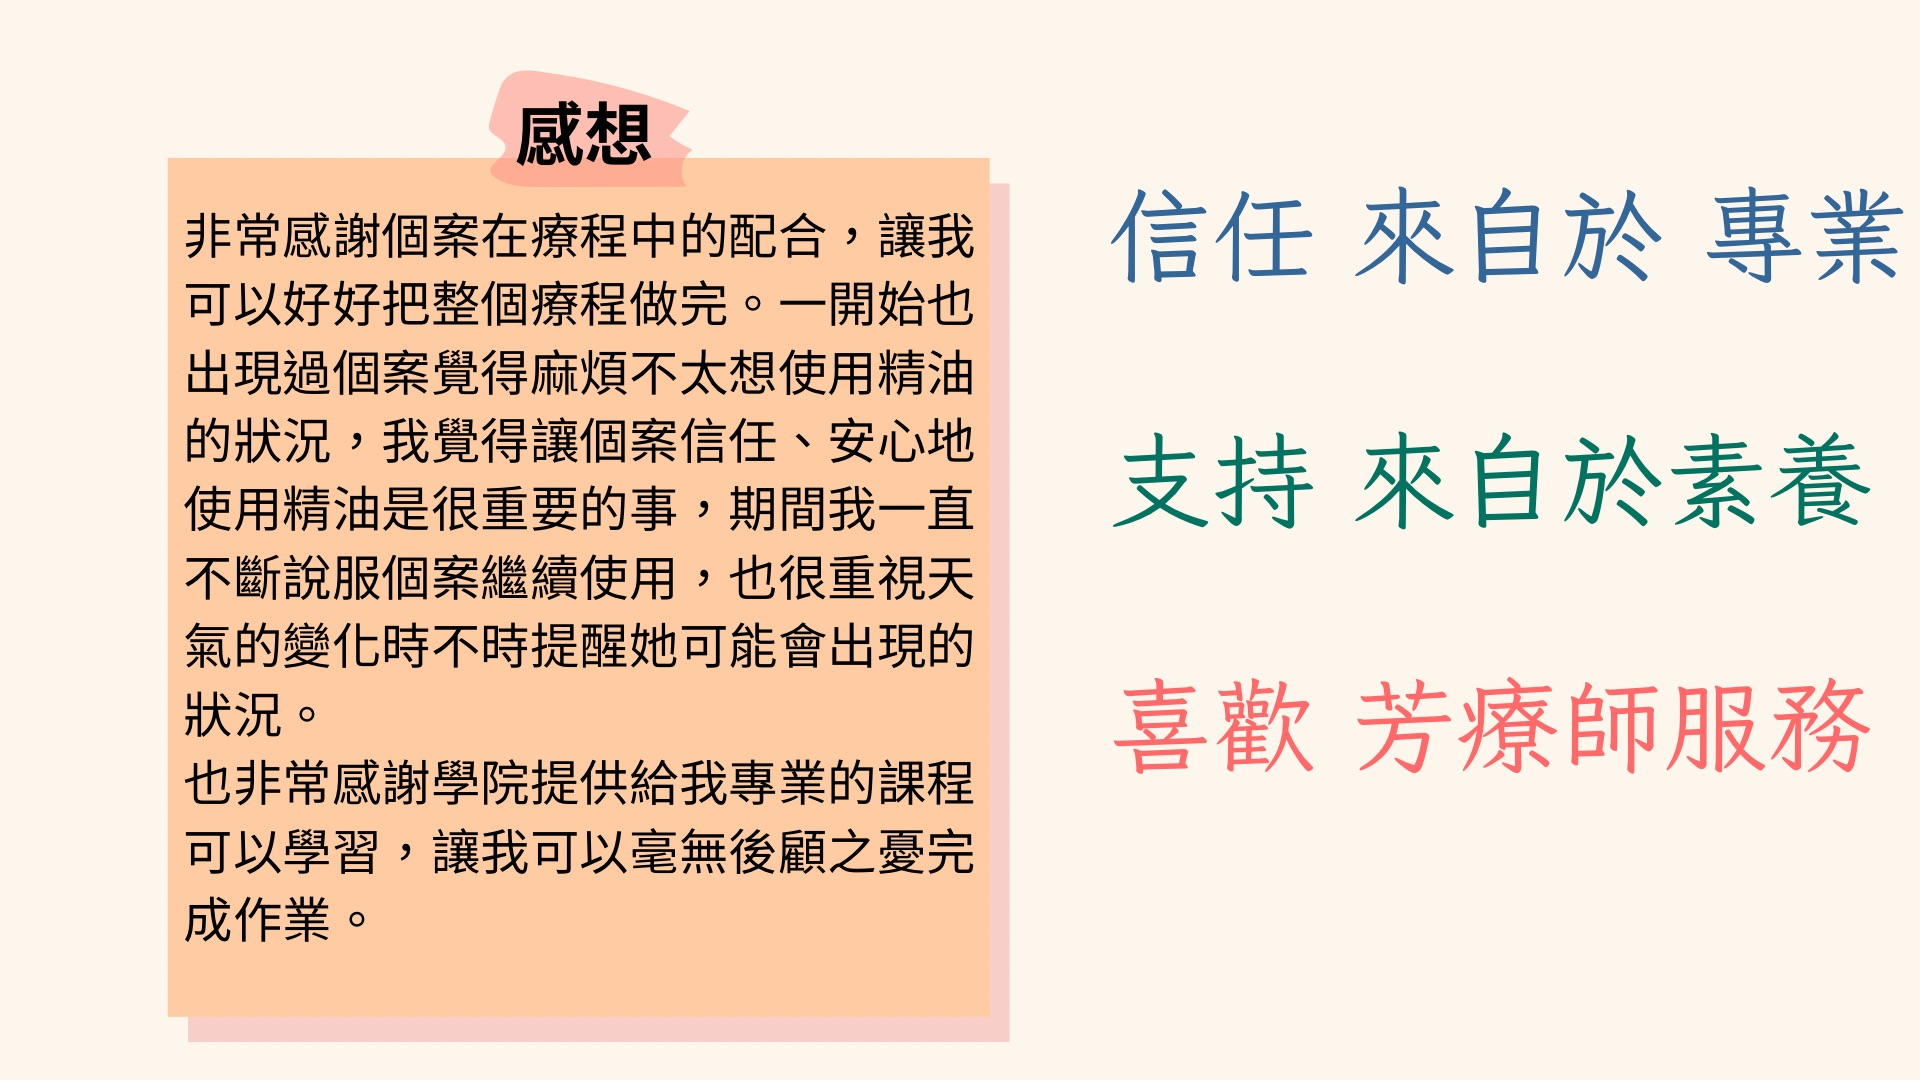 感想
非常感謝個案在療程中的配合，讓我
可以好好把整個療程做完。一開始也
出現過個案覺得麻煩不太想使用精油
的狀況，我覺得讓個案信任、安心地
使用精油是很重要的事，期間我一直
不斷說服個案繼續使用，也很重視天
氣的變化時不時提醒她可能會出現的
狀況。
也非常感謝學院提供給我專業的課程
可以學習，讓我可以毫無後顧之憂完
成作業。
信任 來自於 專業
支持 來自於素養
喜歡 芳療師服務